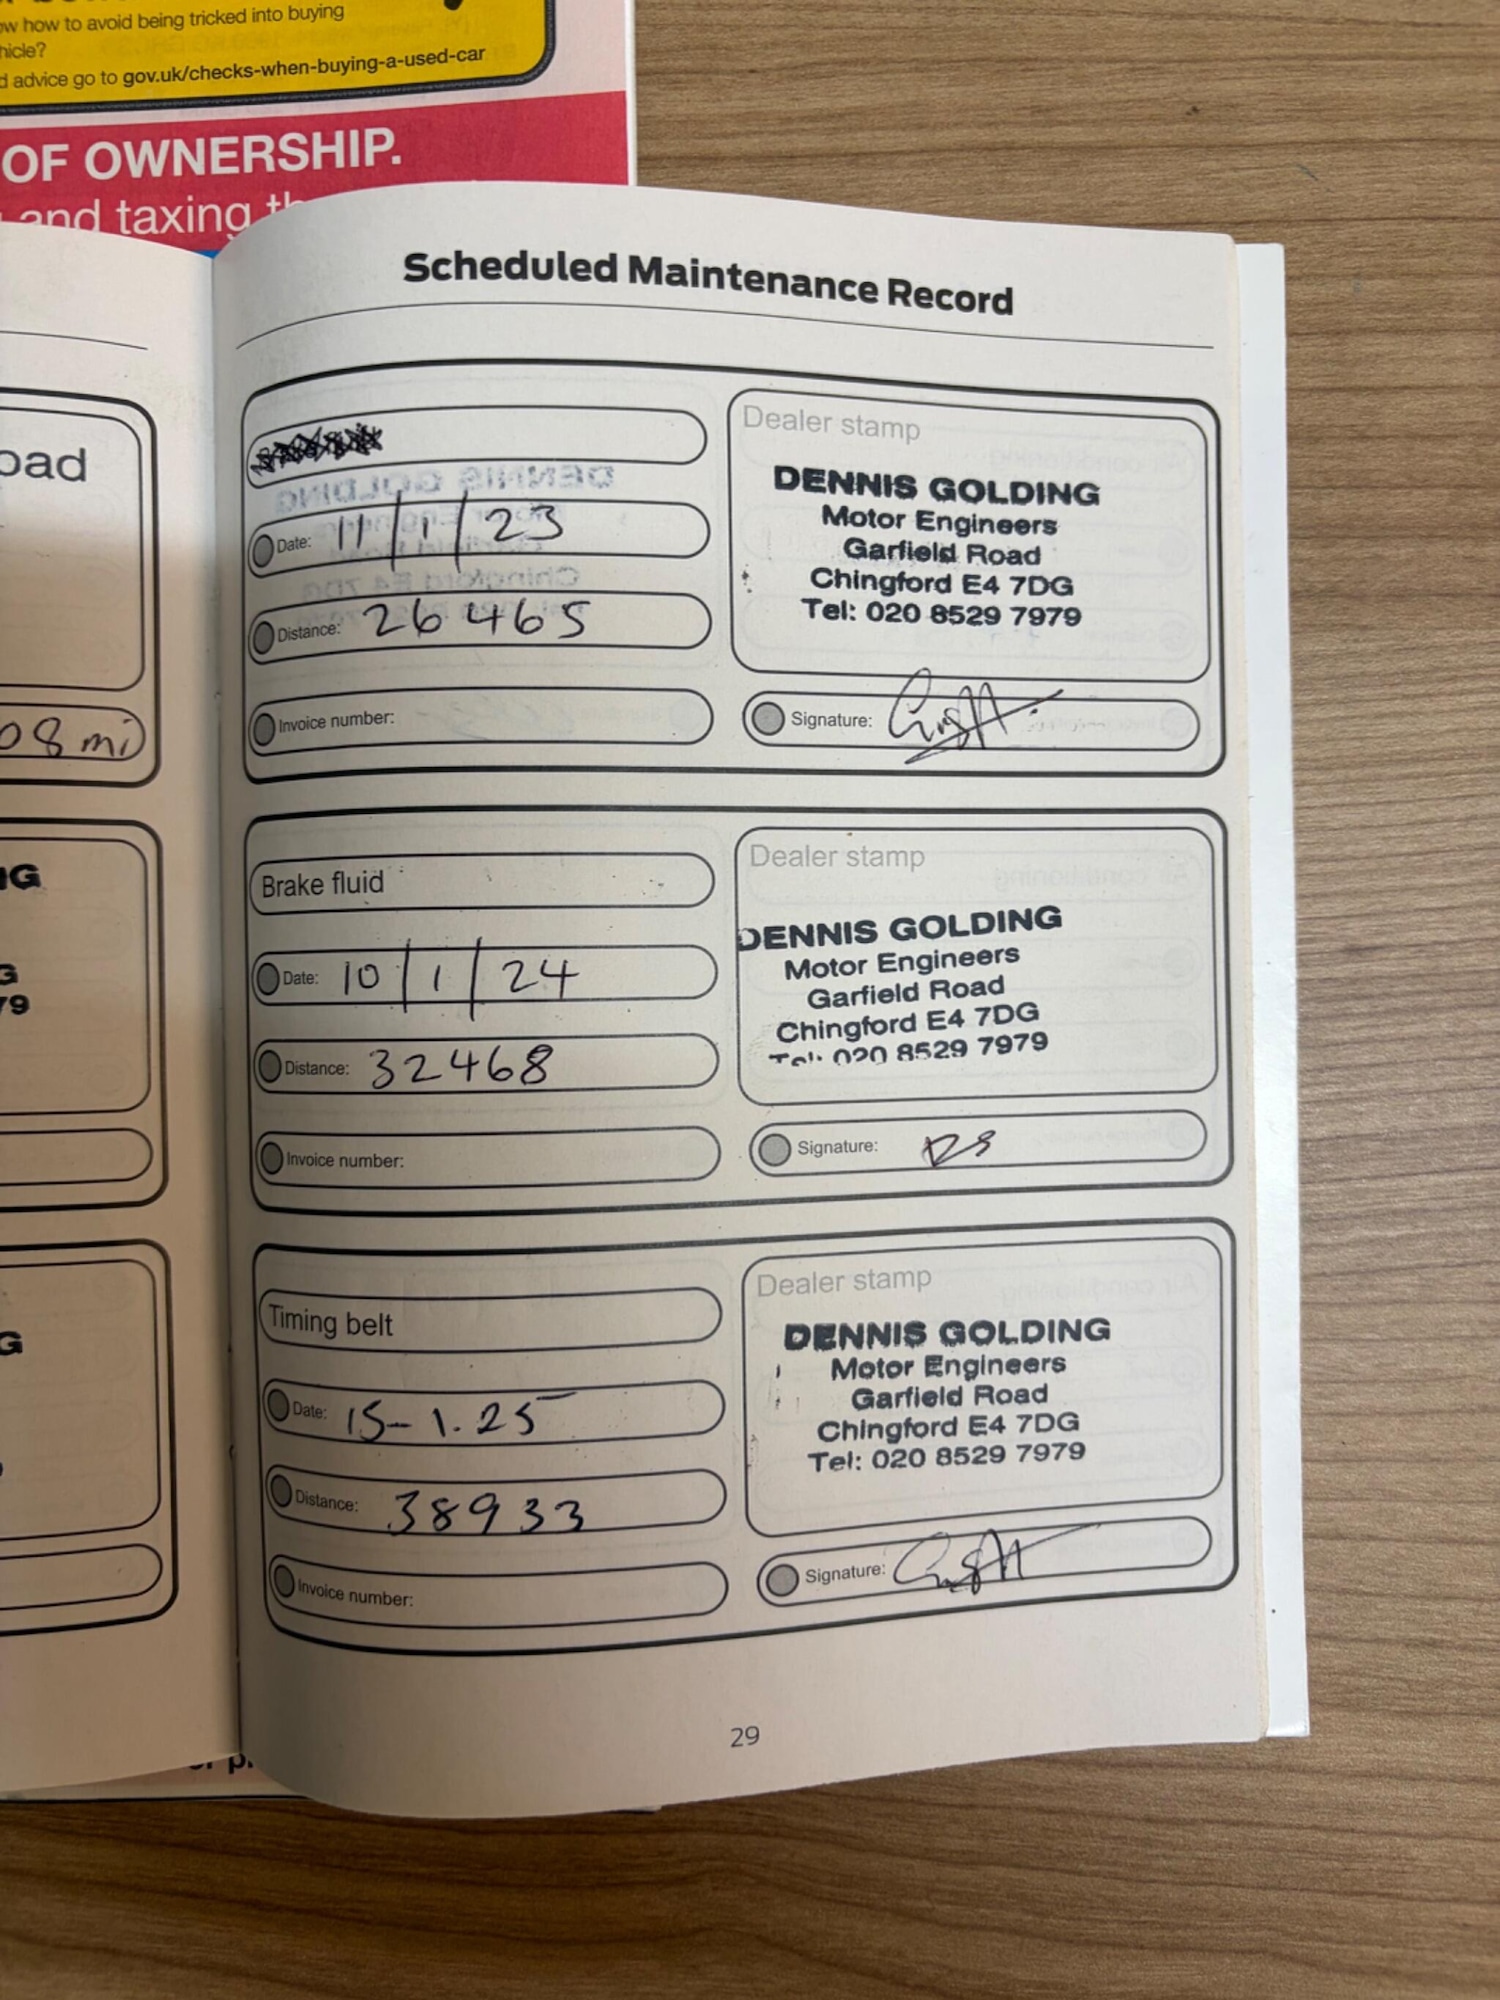 ow how to avoid being tricked into buying
hicle?
d advice go to gov.uk/checks-when-buying-a-used-car
OF OWNERSHIP.
and taxing th
oad
08 mi
G
79
G
Scheduled Maintenance Record
Date: 11/1/23
Distance: 26465
Invoice number:
Dealer stamp
DENNIS GOLDING
Motor Engineers
Garfield Road
Chingford E4 7DG
Tel: 020 8529 7979
Signature:
Brake fluid
Date: 10/1/24
Distance: 32468
Invoice number:
Dealer stamp
DENNIS GOLDING
Motor Engineers
Garfield Road
Chingford E4 7DG
Tel: 020 8529 7979
Signature:
Timing belt
Date: 15-1.25
Distance: 38933
Invoice number:
Dealer stamp
DENNIS GOLDING
Motor Engineers
Garfield Road
Chingford E4 7DG
Tel: 020 8529 7979
Signature:
29